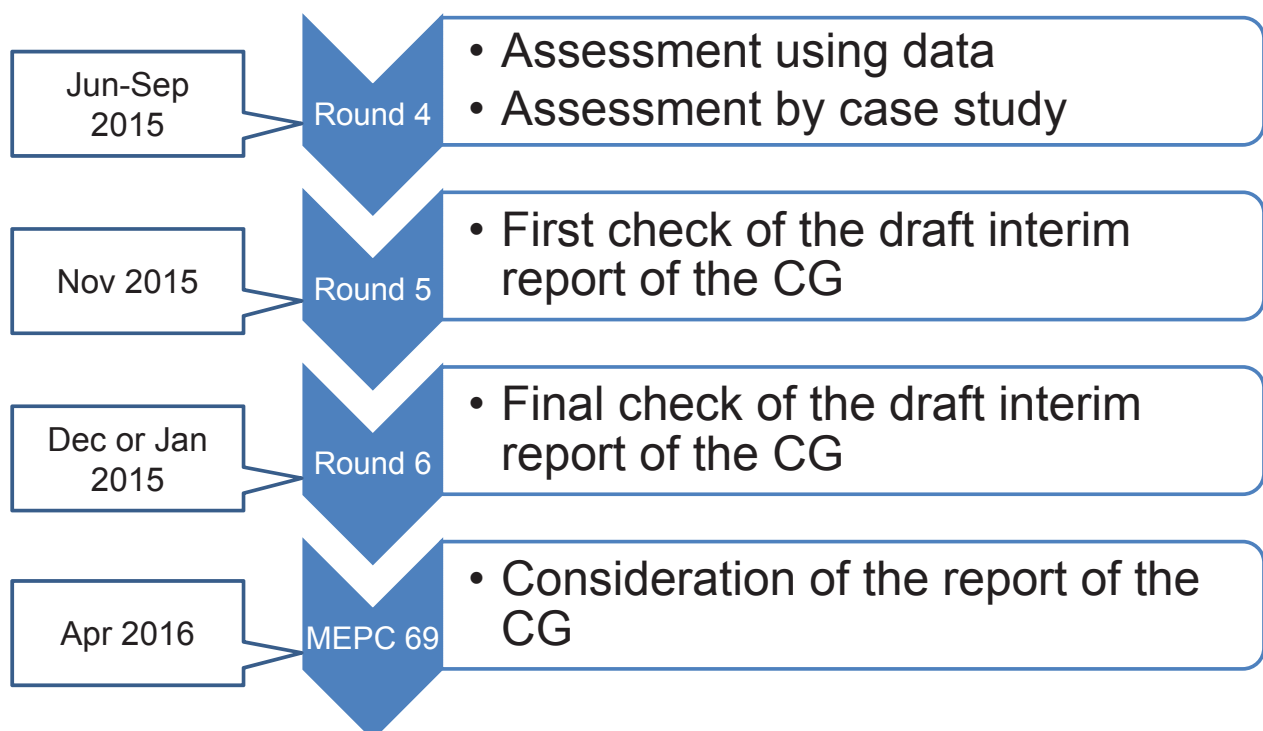 Jun-Sep
2015
Round 4
• Assessment using data
• Assessment by case study
Nov 2015
Round 5
• First check of the draft interim
report of the CG
Dec or Jan
2015
Round 6
• Final check of the draft interim
report of the CG
Apr 2016
MEPC 69
• Consideration of the report of the
CG